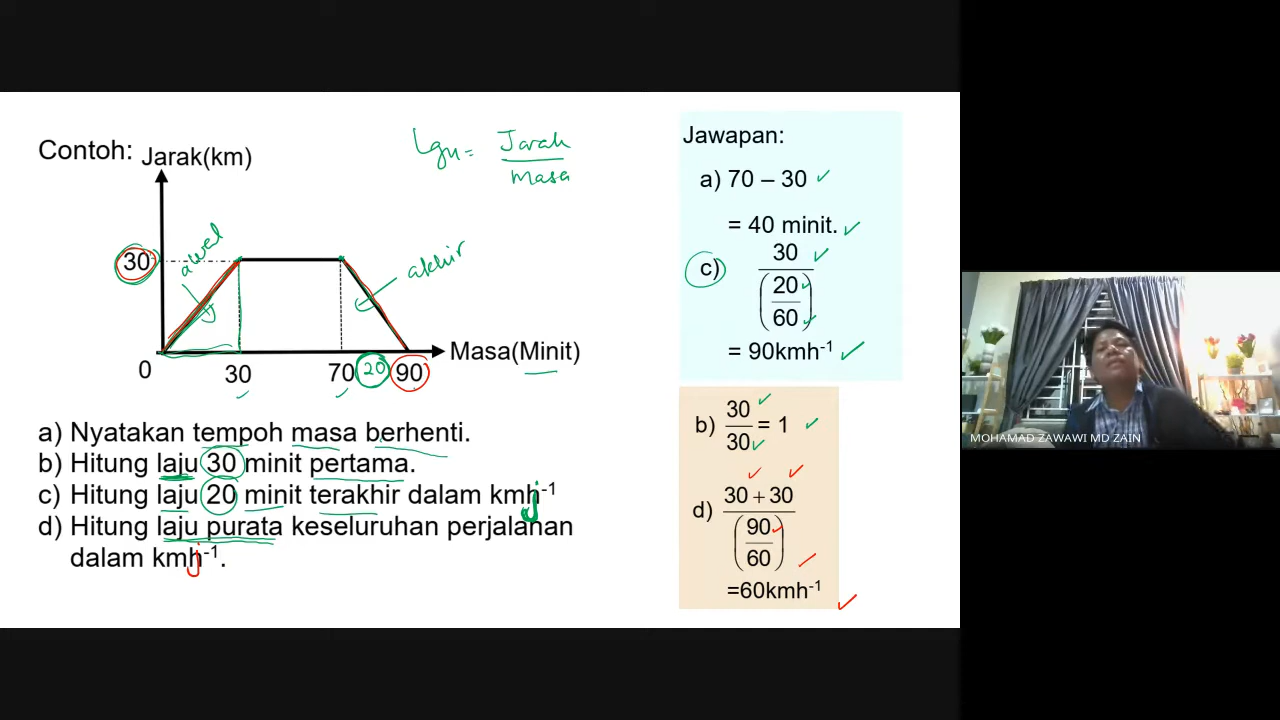 Contoh:
Jarak(km)
Laju = Jarak
masa
30
awal
akhir
Masa(Minit)
0
30
70
20
90
a) Nyatakan tempoh masa berhenti.
b) Hitung laju 30 minit pertama.
c) Hitung laju 20 minit terakhir dalam kmh-1
j
d) Hitung laju purata keseluruhan perjalanan
dalam kmh-1.
j
Jawapan:
a) 70 – 30
= 40 minit.
c) 30
(20
60)
= 90kmh-1
b) 30
30 = 1
d) 30 + 30
(90
60)
=60kmh-1
MOHAMAD ZAWAWI MD ZAIN